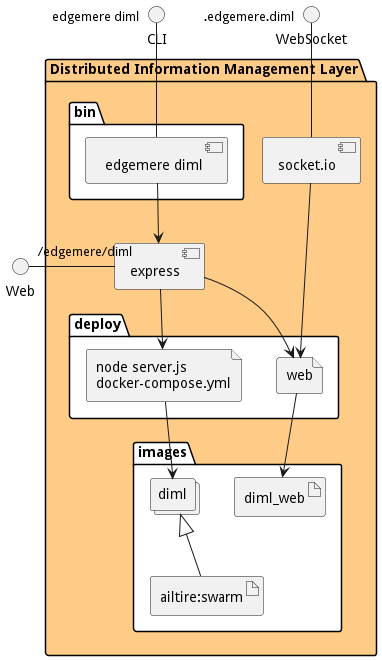 edgemere diml
.edgemere.diml
CLI
WebSocket
Distributed Information Management Layer
bin
edgemere diml
socket.io
/edgemere/diml
Web
express
deploy
node server.js
docker-compose.yml
web
images
diml
diml_web
ailtire:swarm